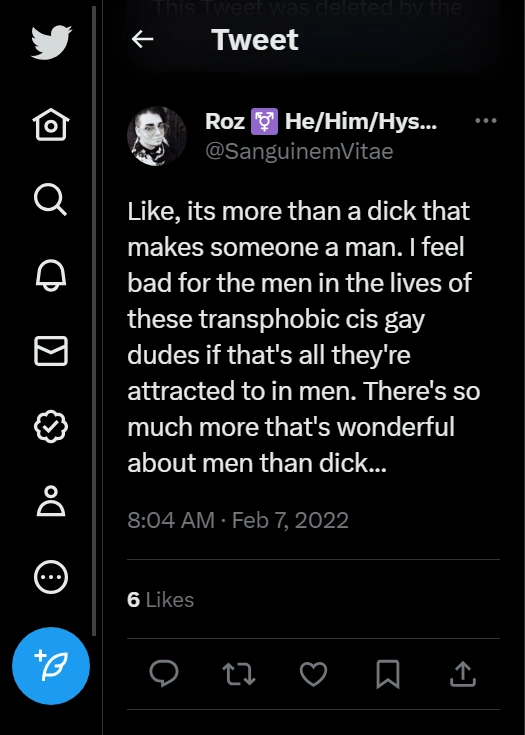 This Tweet was deleted by the
Tweet
Roz ⚧ He/Him/Hys...
@SanguinemVitae
Like, its more than a dick that
makes someone a man. I feel
bad for the men in the lives of
these transphobic cis gay
dudes if that's all they're
attracted to in men. There's so
much more that's wonderful
about men than dick...
8:04 AM · Feb 7, 2022
6 Likes